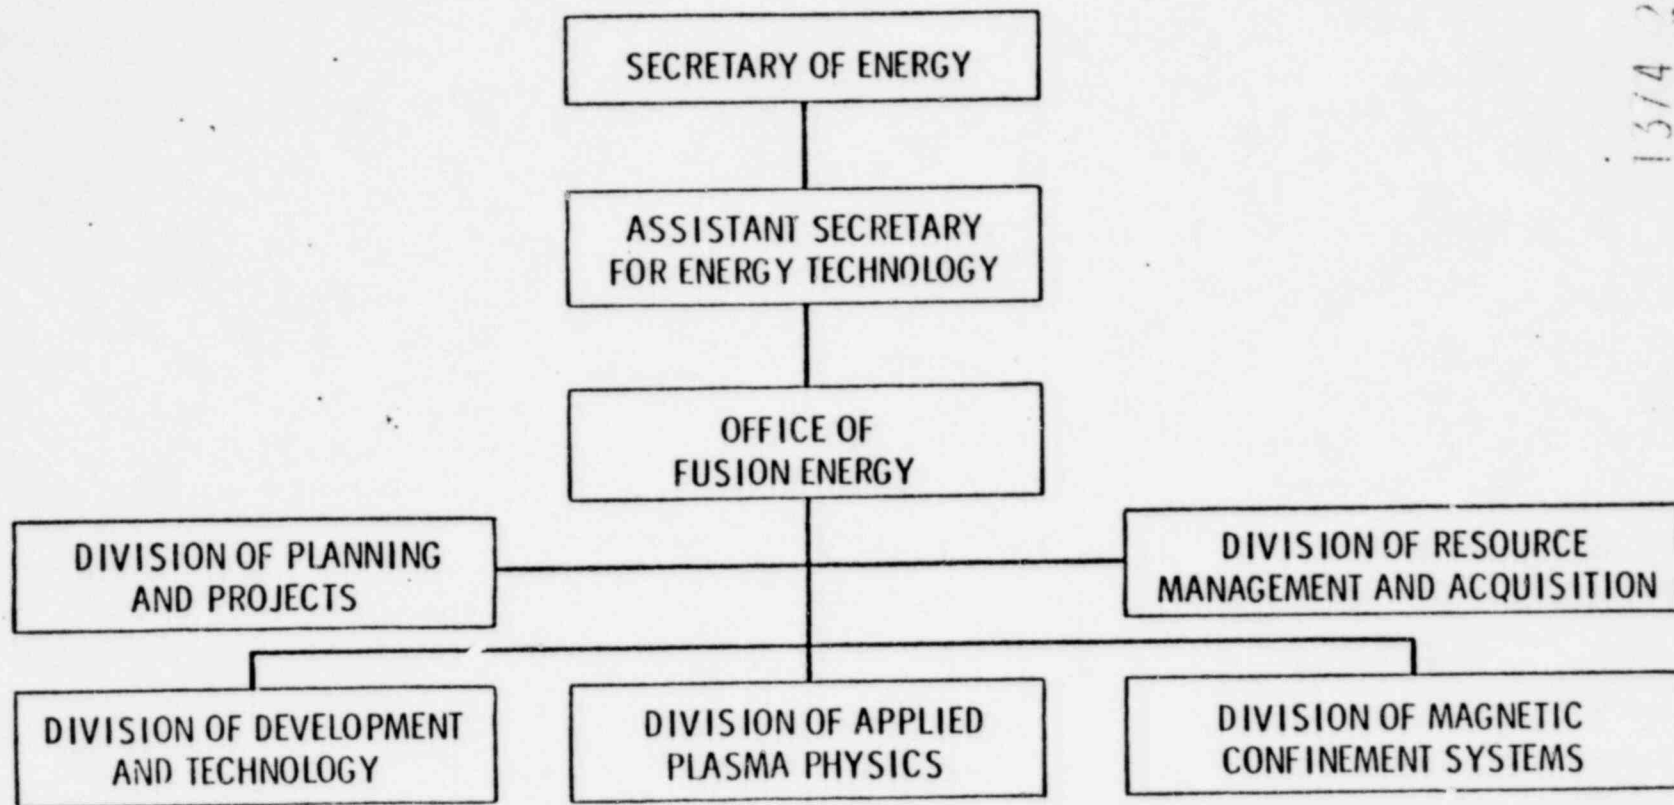 SECRETARY OF ENERGY
1374
ASSISTANT SECRETARY
FOR ENERGY TECHNOLOGY
OFFICE OF
FUSION ENERGY
DIVISION OF PLANNING
AND PROJECTS
DIVISION OF RESOURCE
MANAGEMENT AND ACQUISITION
DIVISION OF DEVELOPMENT
AND TECHNOLOGY
DIVISION OF APPLIED
PLASMA PHYSICS
DIVISION OF MAGNETIC
CONFINEMENT SYSTEMS